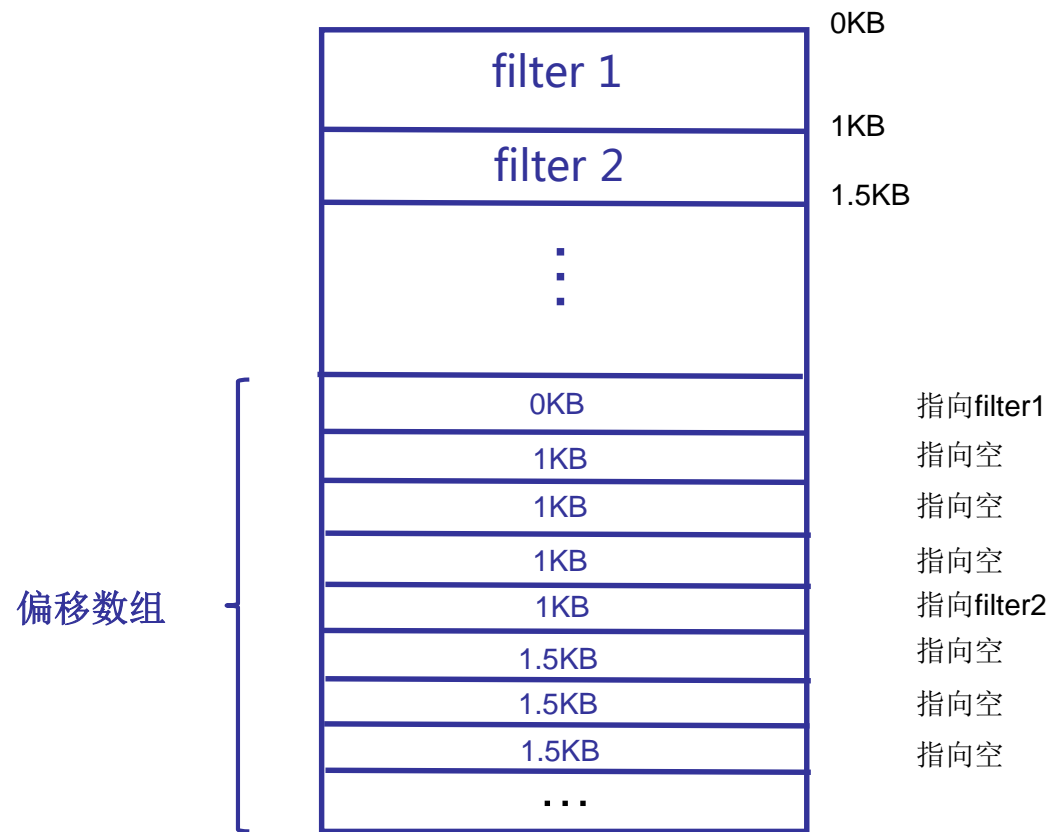 0KB
filter 1
1KB
filter 2
1.5KB
⋮
0KB 指向filter1
1KB 指向空
1KB 指向空
1KB 指向空
偏移数组 1KB 指向filter2
1.5KB 指向空
1.5KB 指向空
1.5KB 指向空
...